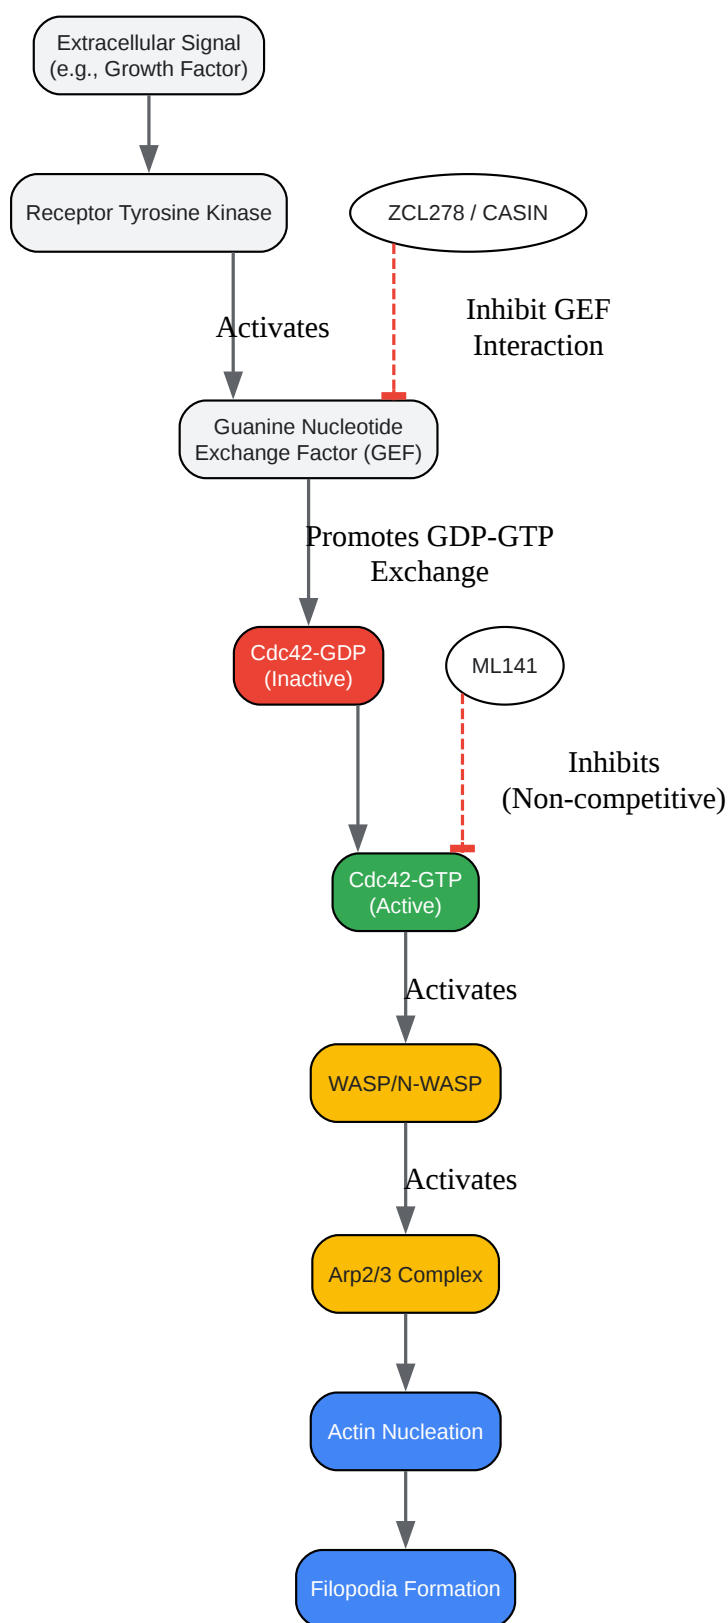 Extracellular Signal
(e.g., Growth Factor)
Receptor Tyrosine Kinase
ZCL278 / CASIN
Activates
Inhibit GEF
Interaction
Guanine Nucleotide
Exchange Factor (GEF)
Promotes GDP-GTP
Exchange
Cdc42-GDP
(Inactive)
ML141
Inhibits
(Non-competitive)
Cdc42-GTP
(Active)
Activates
WASP/N-WASP
Activates
Arp2/3 Complex
Actin Nucleation
Filopodia Formation